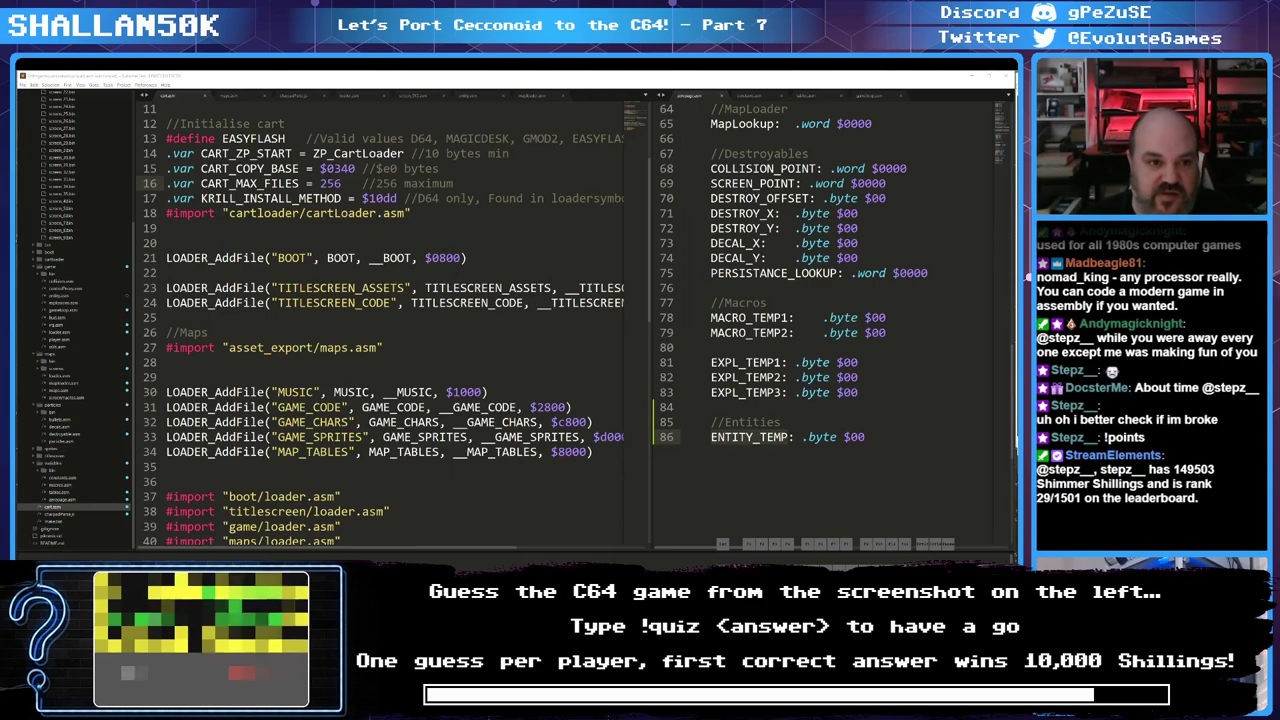 SHALLAN50K
Let's Port Cecconoid to the C64! - Part 7
Discord gPeZuSE
Twitter @EvoluteGames
11
12 //Initialise cart
13 #define EASYFLASH //Valid values D64, MAGICDESK, GMOD2, EASYFLAS
14 .var CART_ZP_START = ZP_CartLoader //10 bytes min
15 .var CART_COPY_BASE = $0340 //$e0 bytes
16 .var CART_MAX_FILES = 256 //256 maximum
17 .var KRILL_INSTALL_METHOD = $10dd //D64 only, Found in loadersymbo
18 #import "cartloader/cartLoader.asm"
19
20
21 LOADER_AddFile("BOOT", BOOT, __BOOT, $0800)
22
23 LOADER_AddFile("TITLESCREEN_ASSETS", TITLESCREEN_ASSETS, __TITLESC
24 LOADER_AddFile("TITLESCREEN_CODE", TITLESCREEN_CODE, __TITLESCREEN
25
26 //Maps
27 #import "asset_export/maps.asm"
28
29
30 LOADER_AddFile("MUSIC", MUSIC, __MUSIC, $1000)
31 LOADER_AddFile("GAME_CODE", GAME_CODE, __GAME_CODE, $2800)
32 LOADER_AddFile("GAME_CHARS", GAME_CHARS, __GAME_CHARS, $c800)
33 LOADER_AddFile("GAME_SPRITES", GAME_SPRITES, __GAME_SPRITES, $d000
34 LOADER_AddFile("MAP_TABLES", MAP_TABLES, __MAP_TABLES, $8000)
35
36
37 #import "boot/loader.asm"
38 #import "titlescreen/loader.asm"
39 #import "game/loader.asm"
40 #import "maps/loader.asm"
64 //MapLoader
65 MapLookup: .word $0000
66
67 //Destroyables
68 COLLISION_POINT: .word $0000
69 SCREEN_POINT: .word $0000
70 DESTROY_OFFSET: .byte $00
71 DESTROY_X: .byte $00
72 DESTROY_Y: .byte $00
73 DECAL_X: .byte $00
74 DECAL_Y: .byte $00
75 PERSISTANCE_LOOKUP: .word $0000
76
77 //Macros
78 MACRO_TEMP1: .byte $00
79 MACRO_TEMP2: .byte $00
80
81 EXPL_TEMP1: .byte $00
82 EXPL_TEMP2: .byte $00
83 EXPL_TEMP3: .byte $00
84
85 //Entities
86 ENTITY_TEMP: .byte $00
Andymagicknight:
used for all 1980s computer games
Madbeagle81:
nomad_king - any processor really.
You can code a modern game in
assembly if you wanted.
Andymagicknight:
@stepz__ while you were away every
one except me was making fun of you
Stepz__:
DocsterMe: About time @stepz__
Stepz__:
uh oh i better check if im broke
Stepz__: !points
StreamElements:
@stepz__, stepz__ has 149503
Shimmer Shillings and is rank
29/1501 on the leaderboard.
Guess the C64 game from the screenshot on the left...
Type !quiz <answer> to have a go
One guess per player, first correct answer wins 10,000 Shillings!